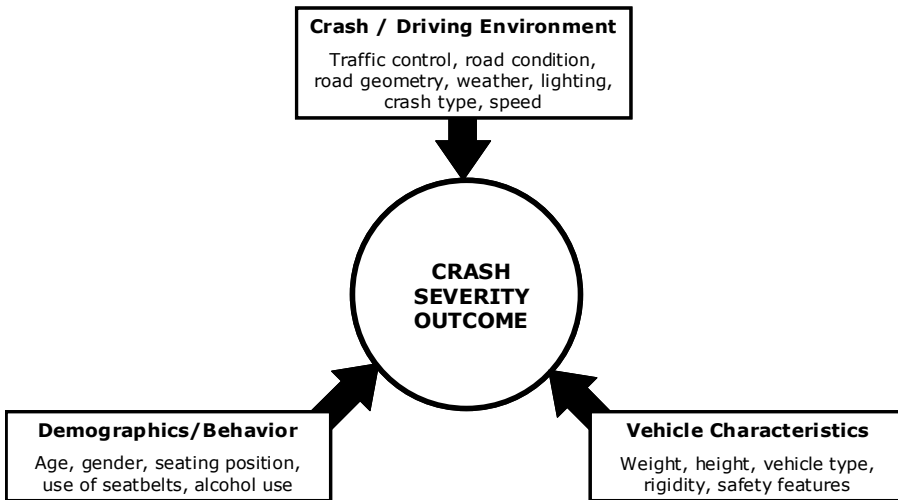 Crash / Driving Environment
Traffic control, road condition,
road geometry, weather, lighting,
crash type, speed
CRASH
SEVERITY
OUTCOME
Demographics/Behavior
Age, gender, seating position,
use of seatbelts, alcohol use
Vehicle Characteristics
Weight, height, vehicle type,
rigidity, safety features